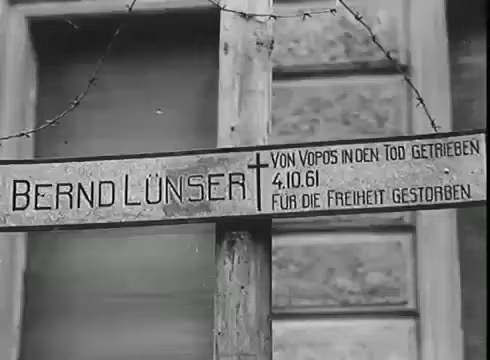 BERND LÜNSER
VON VOPOS IN DEN TOD GETRIEBEN
4.10.61
FÜR DIE FREIHEIT GESTORBEN